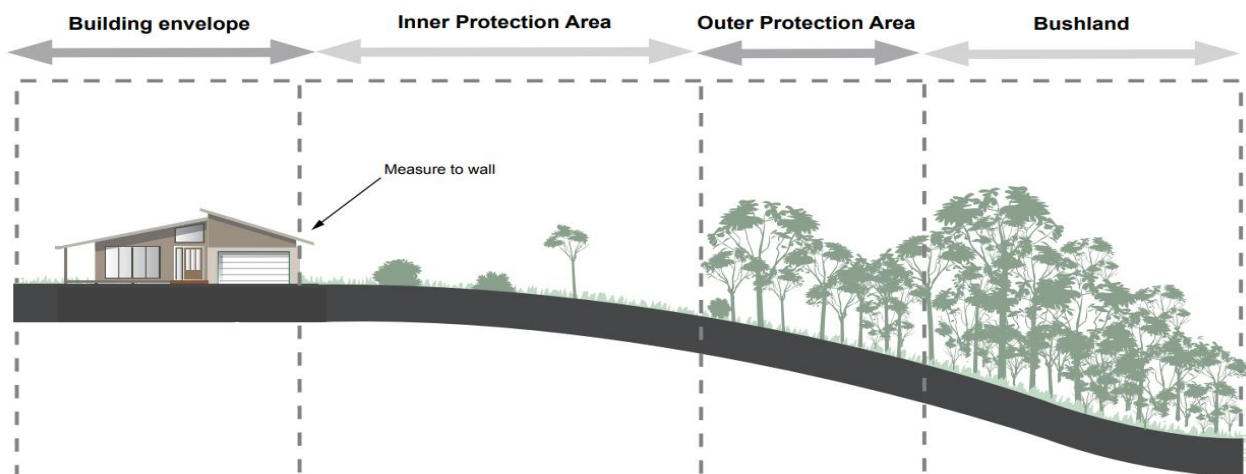 Building envelope
Inner Protection Area
Outer Protection Area
Bushland
Measure to wall